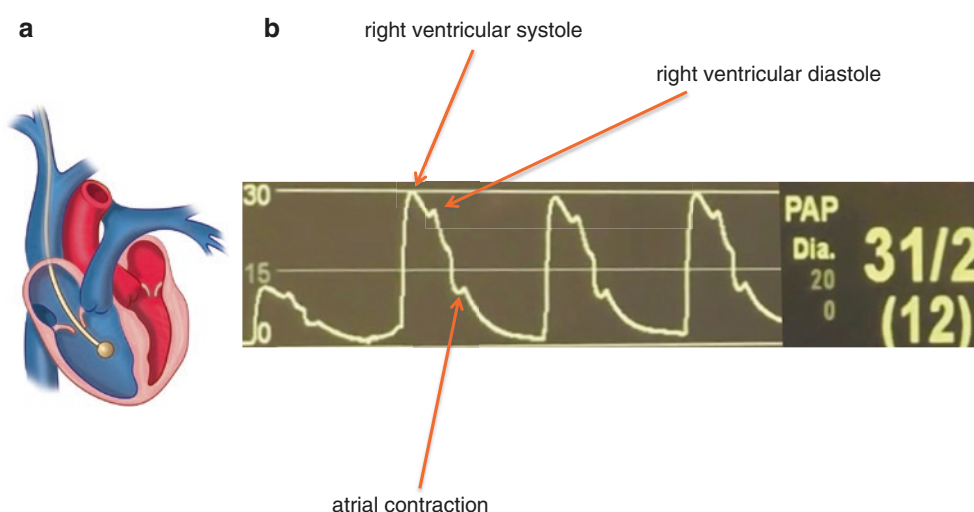 a
b
right ventricular systole
right ventricular diastole
30
15
0
PAP
Dia.
20
0
31/2
(12)
atrial contraction